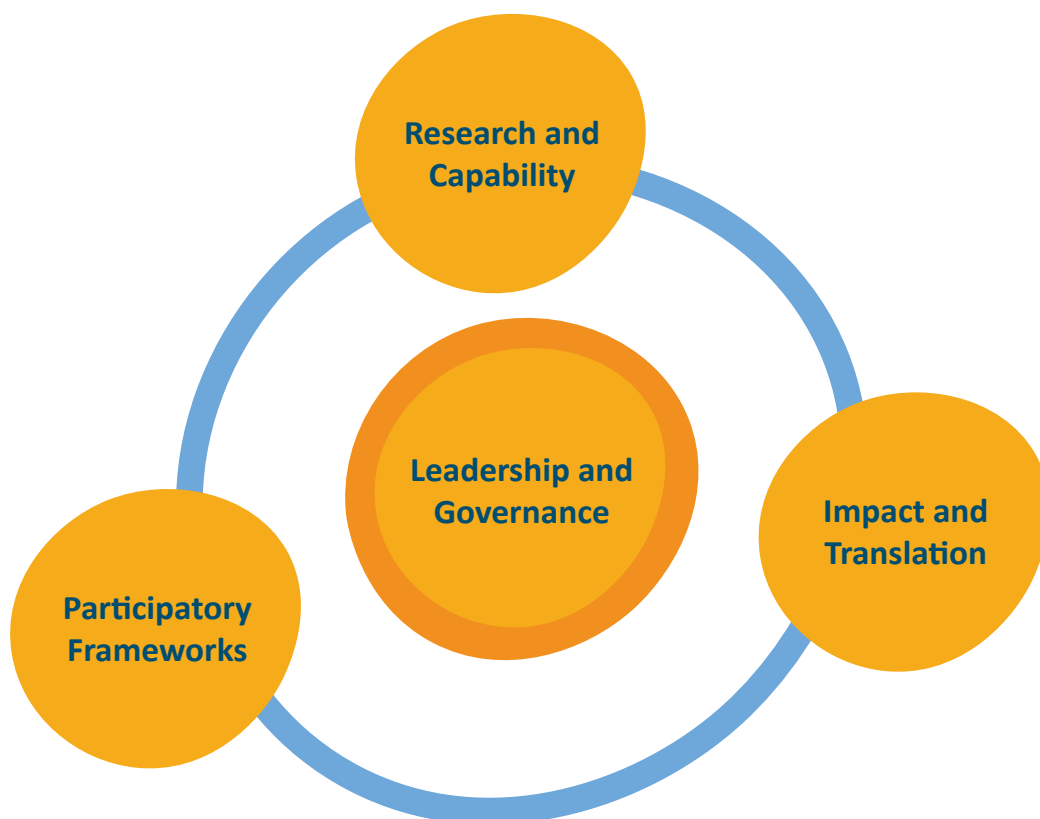 Research and
Capability
Leadership and
Governance
Impact and
Translation
Participatory
Frameworks